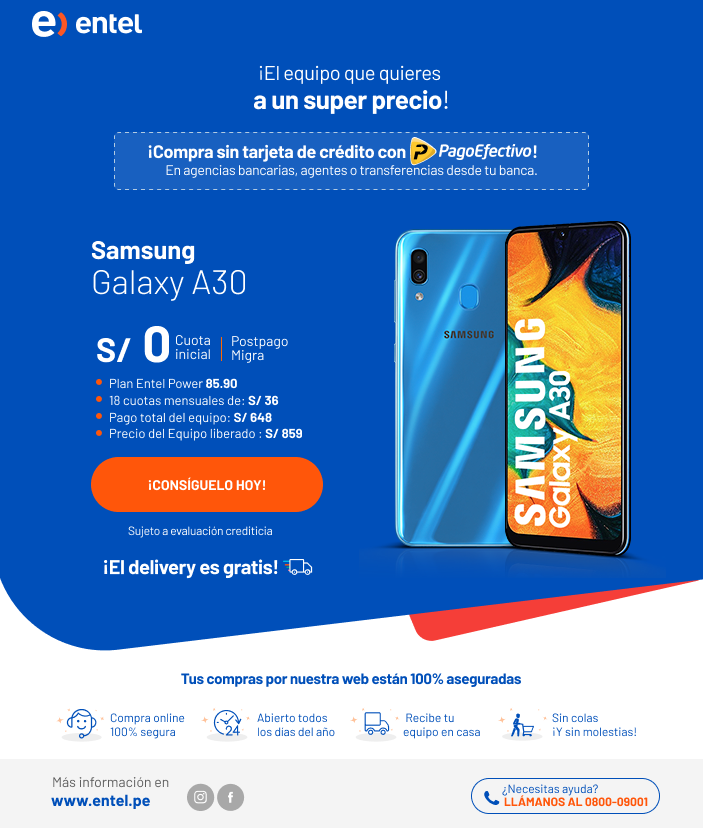 entel
¡El equipo que quieres
a un super precio!
¡Compra sin tarjeta de crédito con PagoEfectivo!
En agencias bancarias, agentes o transferencias desde tu banca.
Samsung
Galaxy A30
S/ 0 Cuota inicial | Postpago Migra
Plan Entel Power 85.90
18 cuotas mensuales de: S/ 36
Pago total del equipo: S/ 648
Precio del Equipo liberado : S/ 859
¡CONSÍGUELO HOY!
Sujeto a evaluación crediticia
¡El delivery es gratis!
SAMSUNG
SAMSUNG
Galaxy A30
Tus compras por nuestra web están 100% aseguradas
Compra online
100% segura
24
Abierto todos
los días del año
Recibe tu
equipo en casa
Sin colas
¡Y sin molestias!
Más información en
www.entel.pe
¿Necesitas ayuda?
LLÁMANOS AL 0800-09001